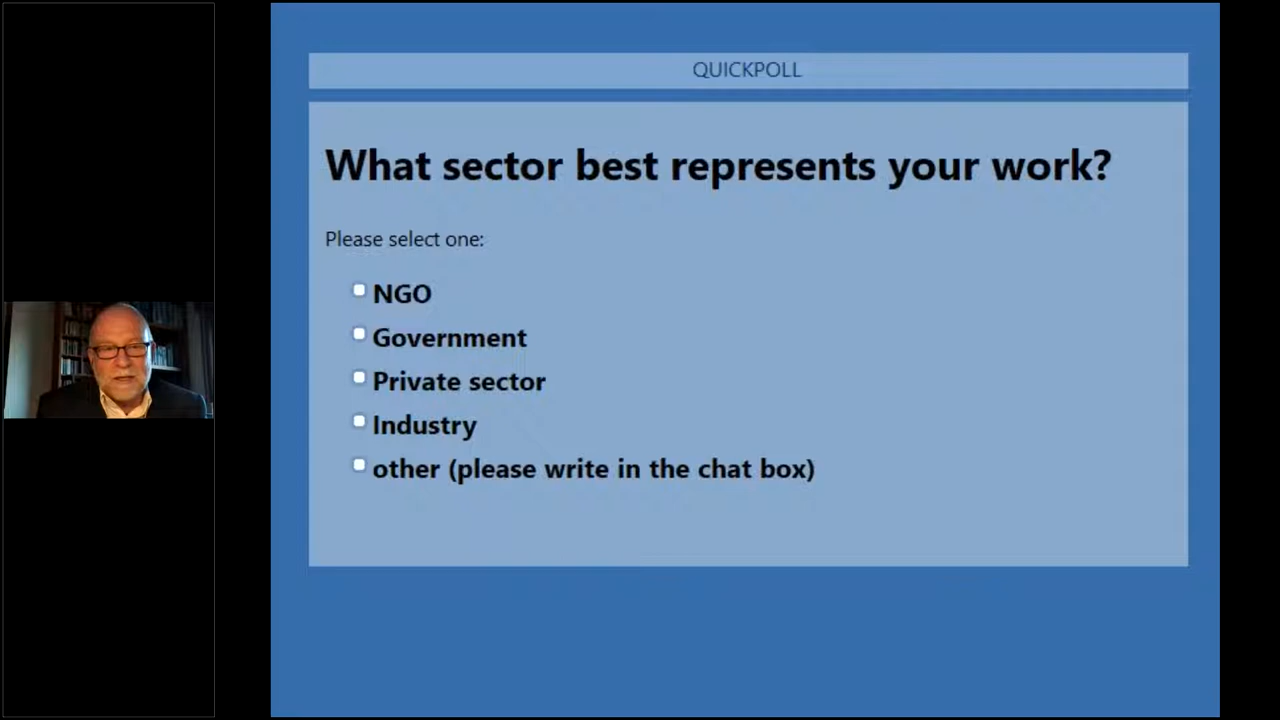 QUICKPOLL
What sector best represents your work?
Please select one:
NGO
Government
Private sector
Industry
other (please write in the chat box)